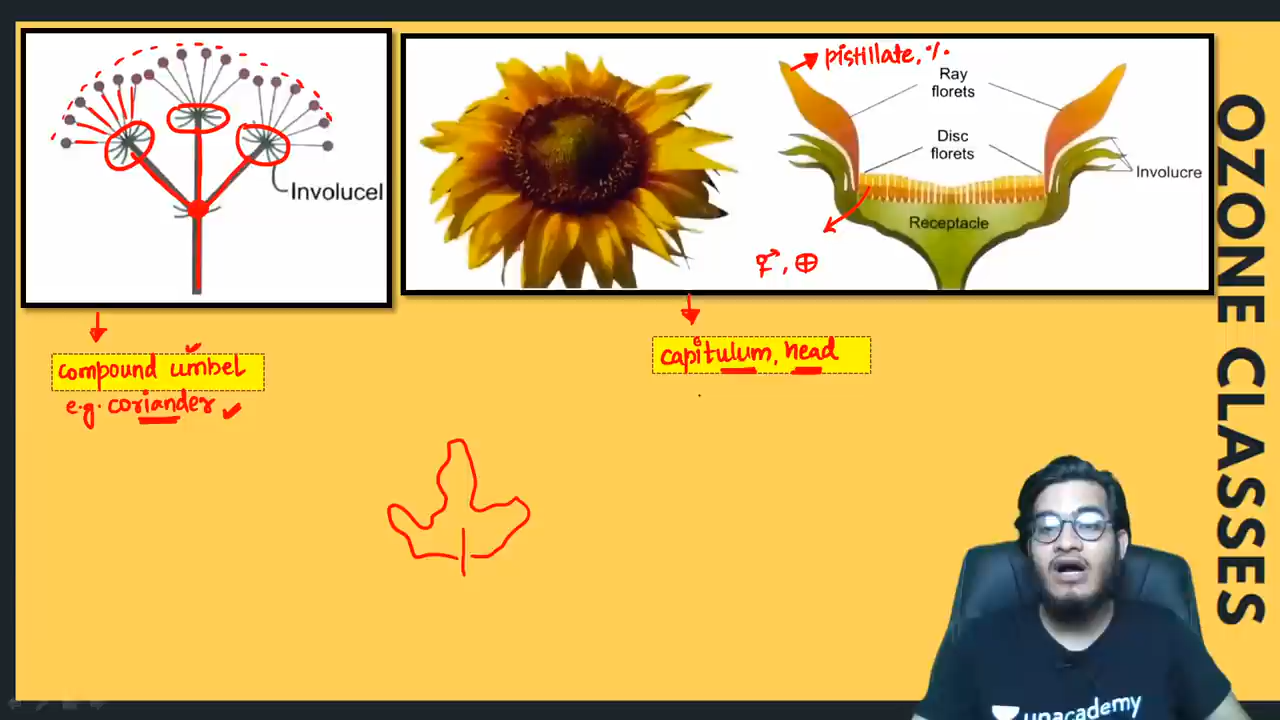 Involucel
compound umbel
e.g. coriander
pistillate, %
Ray
florets
Disc
florets
Involucre
Receptacle
⚥, ⊕
capitulum, head
OZONE CLASSES
unacademy